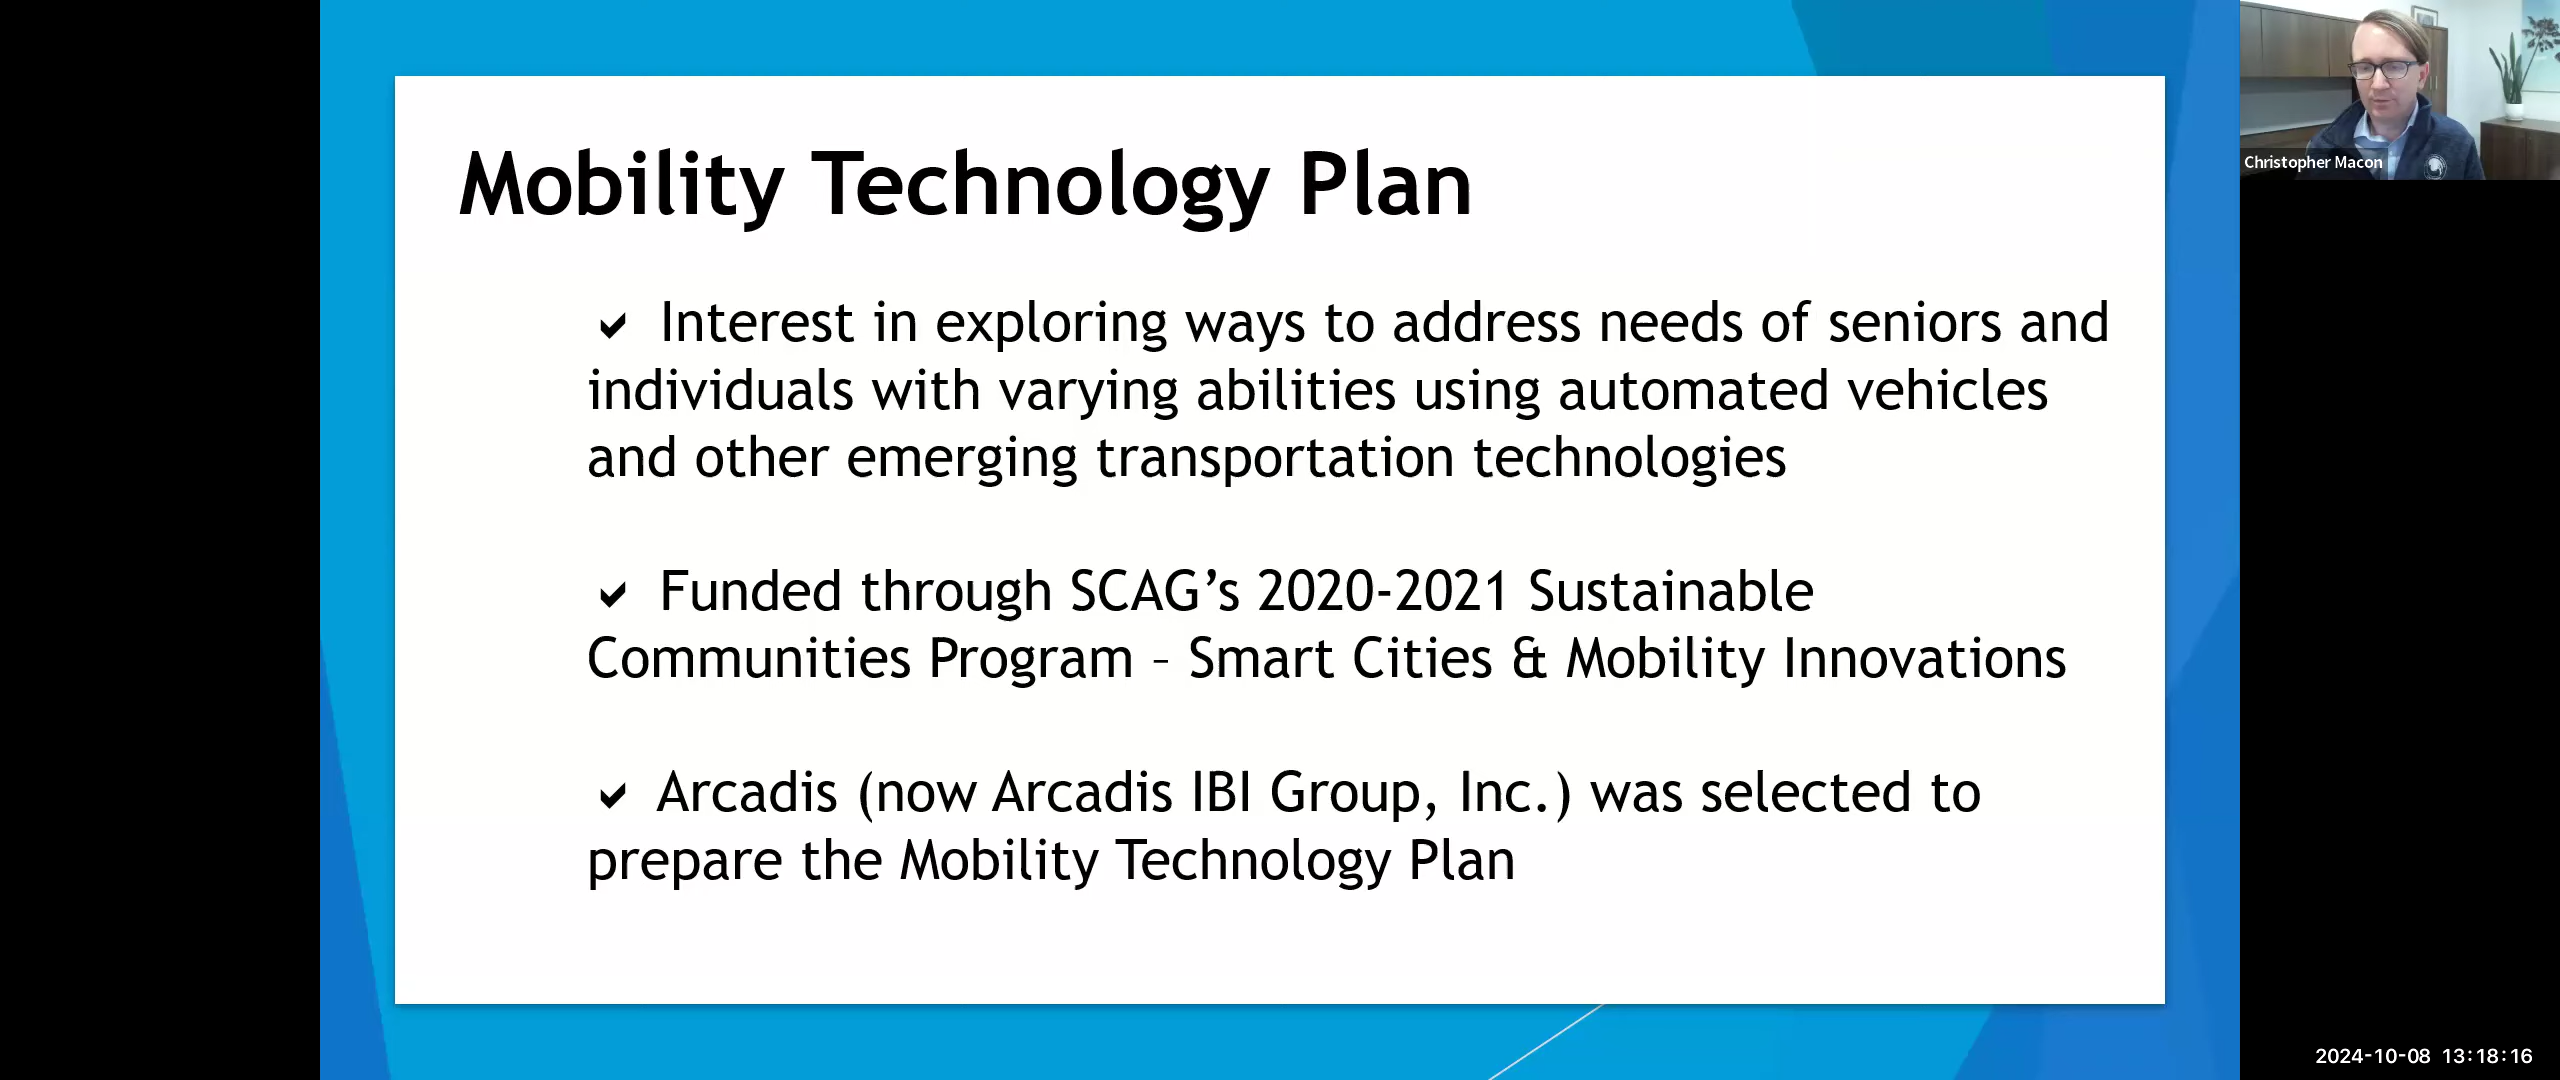 Mobility Technology Plan
✔ Interest in exploring ways to address needs of seniors and
individuals with varying abilities using automated vehicles
and other emerging transportation technologies
✔ Funded through SCAG’s 2020-2021 Sustainable
Communities Program – Smart Cities & Mobility Innovations
✔ Arcadis (now Arcadis IBI Group, Inc.) was selected to
prepare the Mobility Technology Plan
Christopher Macon
2024-10-08 13:18:16